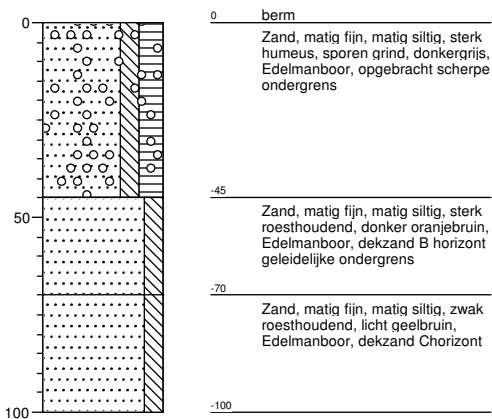 0
0
berm
Zand, matig fijn, matig siltig, sterk
humeus, sporen grind, donkergrijs,
Edelmanboor, opgebracht scherpe
ondergrens
-45
50
Zand, matig fijn, matig siltig, sterk
roesthoudend, donker oranjebruin,
Edelmanboor, dekzand B horizont
geleidelijke ondergrens
-70
Zand, matig fijn, matig siltig, zwak
roesthoudend, licht geelbruin,
Edelmanboor, dekzand Chorizont
100
-100